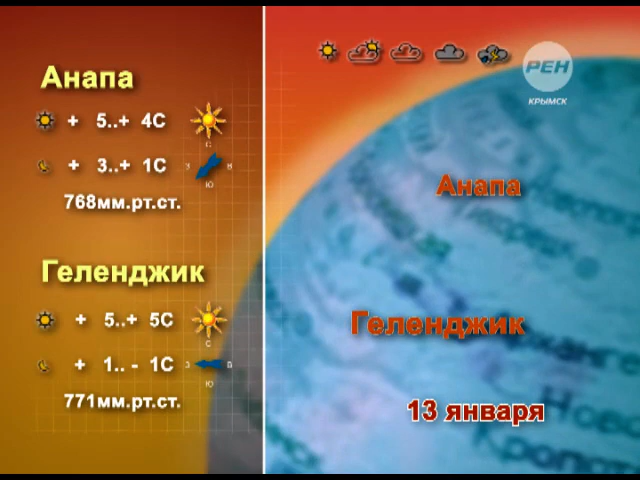 Анапа
+ 5..+ 4С
С
З В
Ю
+ 3..+ 1С
768мм.рт.ст.
Геленджик
+ 5..+ 5С
С
З В
Ю
+ 1.. - 1С
771мм.рт.ст.
РЕН
КРЫМСК
Анапа
Геленджик
13 января